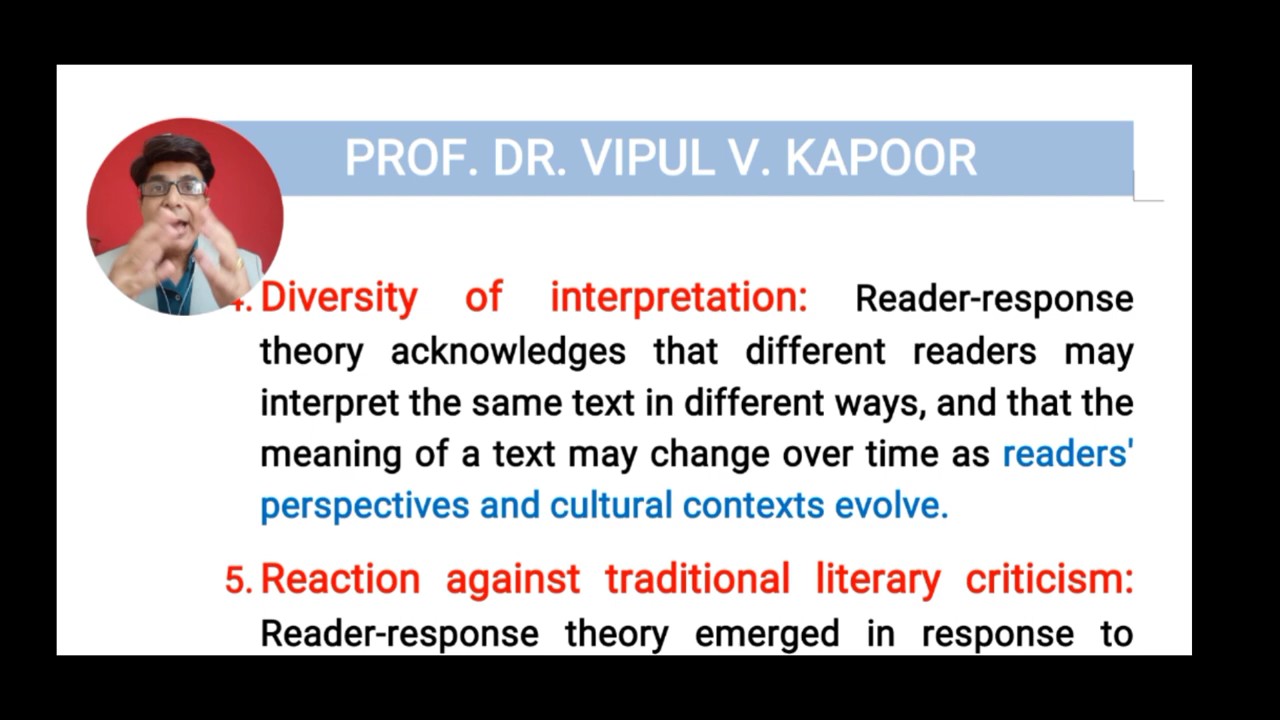 PROF. DR. VIPUL V. KAPOOR
4. Diversity of interpretation: Reader-response
theory acknowledges that different readers may
interpret the same text in different ways, and that the
meaning of a text may change over time as readers'
perspectives and cultural contexts evolve.
5. Reaction against traditional literary criticism:
Reader-response theory emerged in response to